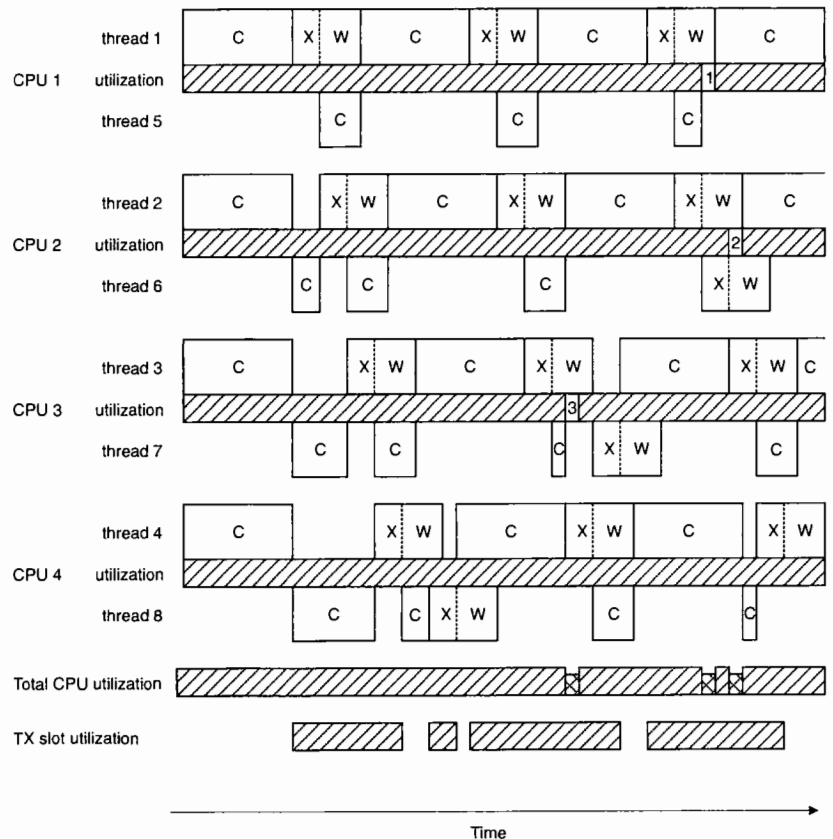 thread 1 C X W C X W C X W C
CPU 1 utilization 1
thread 5 C C C
thread 2 C X W C X W C X W C
CPU 2 utilization 2
thread 6 C C C X W
thread 3 C X W C X W C X W C
CPU 3 utilization 3
thread 7 C C C X W C
thread 4 C X W C X W C X W
CPU 4 utilization
thread 8 C C X W C C
Total CPU utilization
TX slot utilization
Time